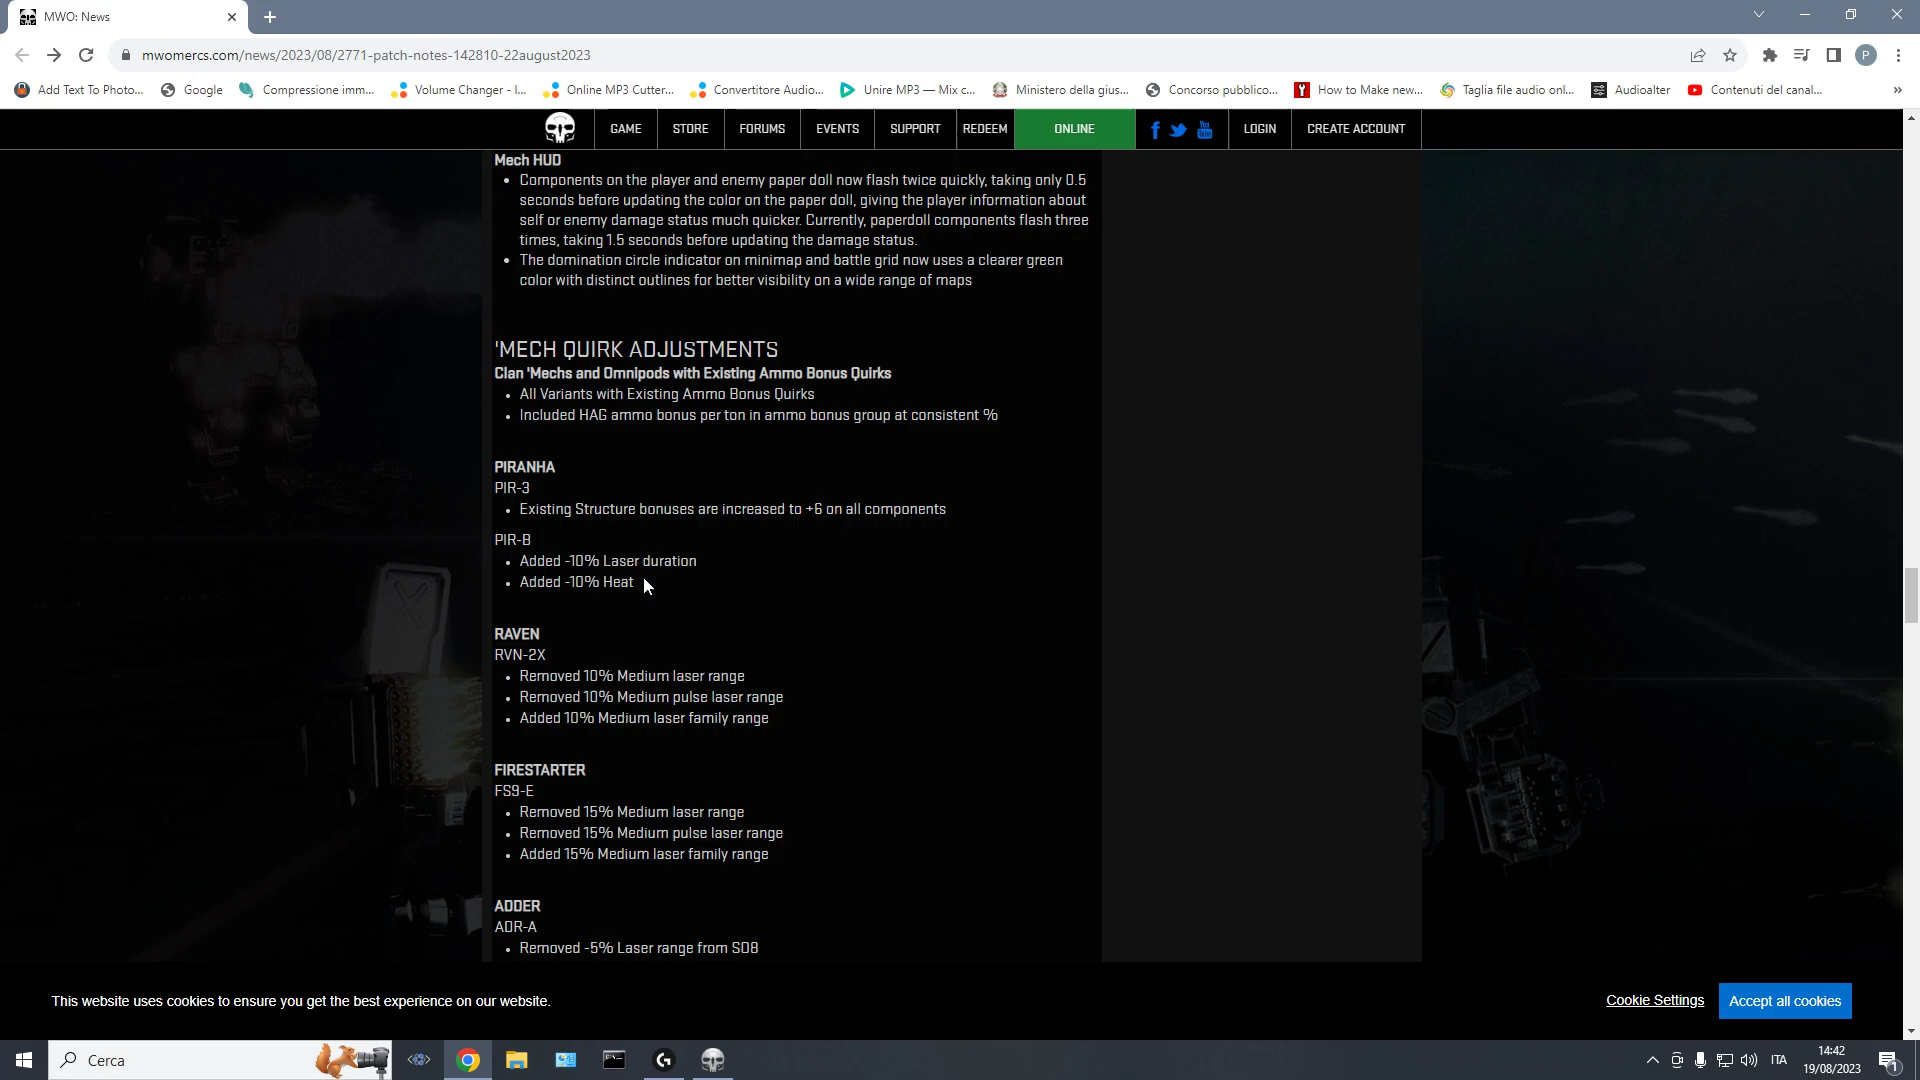 MWO: News
mwomercs.com/news/2023/08/2771-patch-notes-142810-22august2023
P
Add Text To Photo...
Google
Compressione imm...
Volume Changer - I...
Online MP3 Cutter...
Convertitore Audio...
Unire MP3 — Mix c...
Ministero della gius...
Concorso pubblico...
How to Make new...
Taglia file audio onl...
Audioalter
Contenuti del canal...
»
GAME
STORE
FORUMS
EVENTS
SUPPORT
REDEEM
ONLINE
LOGIN
CREATE ACCOUNT
Mech HUD
• Components on the player and enemy paper doll now flash twice quickly, taking only 0.5
seconds before updating the color on the paper doll, giving the player information about
self or enemy damage status much quicker. Currently, paperdoll components flash three
times, taking 1.5 seconds before updating the damage status.
• The domination circle indicator on minimap and battle grid now uses a clearer green
color with distinct outlines for better visibility on a wide range of maps
'MECH QUIRK ADJUSTMENTS
Clan 'Mechs and Omnipods with Existing Ammo Bonus Quirks
• All Variants with Existing Ammo Bonus Quirks
• Included HAG ammo bonus per ton in ammo bonus group at consistent %
PIRANHA
PIR-3
• Existing Structure bonuses are increased to +6 on all components
PIR-B
• Added -10% Laser duration
• Added -10% Heat
RAVEN
RVN-2X
• Removed 10% Medium laser range
• Removed 10% Medium pulse laser range
• Added 10% Medium laser family range
FIRESTARTER
FS9-E
• Removed 15% Medium laser range
• Removed 15% Medium pulse laser range
• Added 15% Medium laser family range
ADDER
ADR-A
• Removed -5% Laser range from SO8
This website uses cookies to ensure you get the best experience on our website.
Cookie Settings
Accept all cookies
Cerca
ITA
14:42
19/08/2023
1